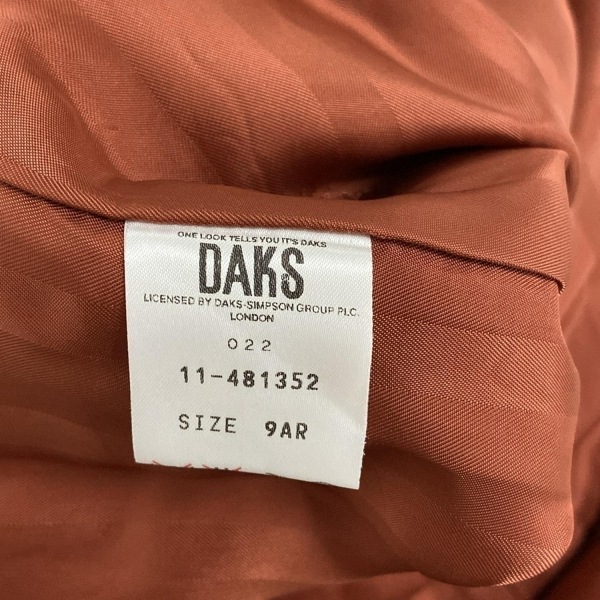 ONE LOOK TELLS YOU IT'S DAKS
DAKS
LICENSED BY DAKS-SIMPSON GROUP PLC.
LONDON
022
11-481352
SIZE 9AR